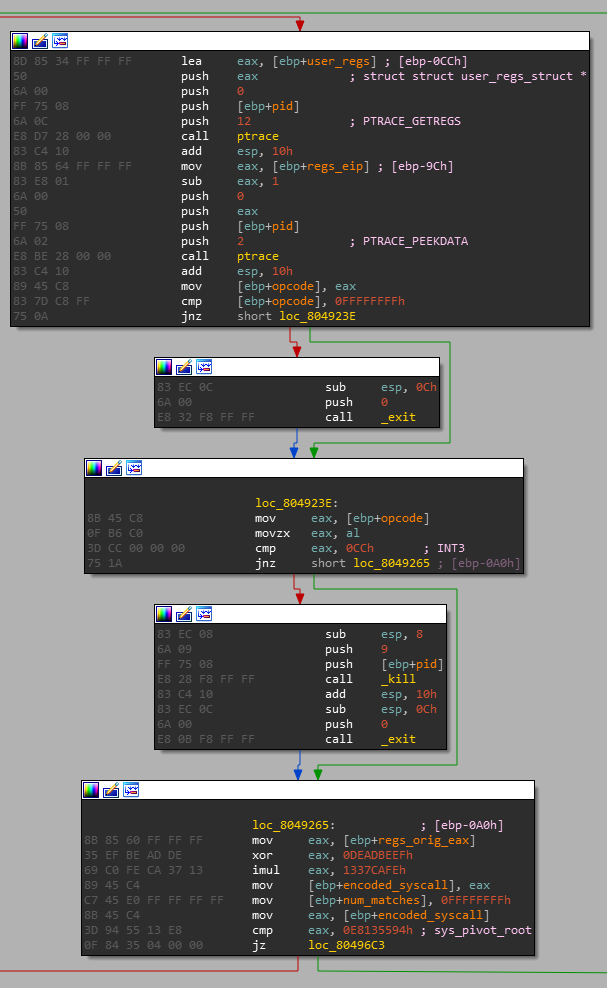 8D 85 34 FF FF FF lea eax, [ebp+user_regs] ; [ebp-0CCh]
50 push eax ; struct struct user_regs_struct *
6A 00 push 0
FF 75 08 push [ebp+pid]
6A 0C push 12 ; PTRACE_GETREGS
E8 D7 28 00 00 call ptrace
83 C4 10 add esp, 10h
8B 85 64 FF FF FF mov eax, [ebp+regs_eip] ; [ebp-9Ch]
83 E8 01 sub eax, 1
6A 00 push 0
50 push eax
FF 75 08 push [ebp+pid]
6A 02 push 2 ; PTRACE_PEEKDATA
E8 BE 28 00 00 call ptrace
83 C4 10 add esp, 10h
89 45 C8 mov [ebp+opcode], eax
83 7D C8 FF cmp [ebp+opcode], 0FFFFFFFFh
75 0A jnz short loc_804923E
83 EC 0C sub esp, 0Ch
6A 00 push 0
E8 32 F8 FF FF call _exit
loc_804923E:
8B 45 C8 mov eax, [ebp+opcode]
0F B6 C0 movzx eax, al
3D CC 00 00 00 cmp eax, 0CCh ; INT3
75 1A jnz short loc_8049265 ; [ebp-0A0h]
83 EC 08 sub esp, 8
6A 09 push 9
FF 75 08 push [ebp+pid]
E8 28 F8 FF FF call _kill
83 C4 10 add esp, 10h
83 EC 0C sub esp, 0Ch
6A 00 push 0
E8 0B F8 FF FF call _exit
loc_8049265: ; [ebp-0A0h]
8B 85 60 FF FF FF mov eax, [ebp+regs_orig_eax]
35 EF BE AD DE xor eax, 0DEADBEEFh
69 C0 FE CA 37 13 imul eax, 1337CAFEh
89 45 C4 mov [ebp+encoded_syscall], eax
C7 45 E0 FF FF FF FF mov [ebp+num_matches], 0FFFFFFFFh
8B 45 C4 mov eax, [ebp+encoded_syscall]
3D 94 55 13 E8 cmp eax, 0E8135594h ; sys_pivot_root
0F 84 35 04 00 00 jz loc_80496C3